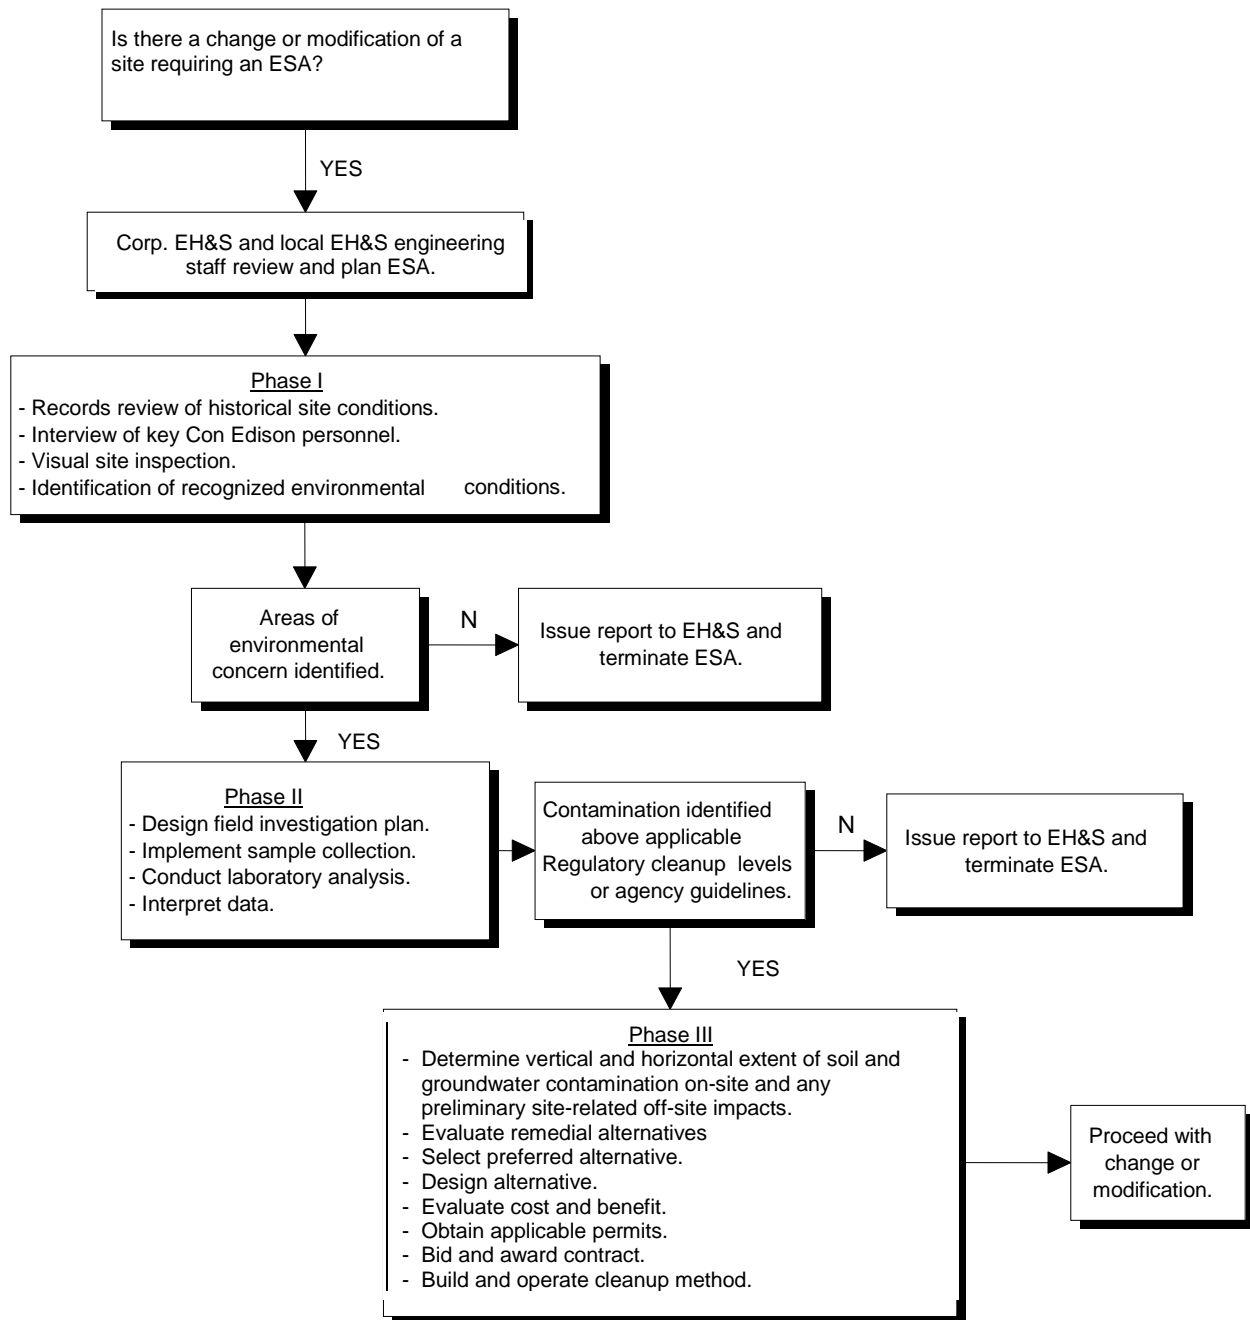 Is there a change or modification of a
site requiring an ESA?
YES
Corp. EH&S and local EH&S engineering
staff review and plan ESA.
Phase I
- Records review of historical site conditions.
- Interview of key Con Edison personnel.
- Visual site inspection.
- Identification of recognized environmental conditions.
Areas of
environmental
concern identified.
N
Issue report to EH&S and
terminate ESA.
YES
Phase II
- Design field investigation plan.
- Implement sample collection.
- Conduct laboratory analysis.
- Interpret data.
Contamination identified
above applicable
Regulatory cleanup levels
or agency guidelines.
N
Issue report to EH&S and
terminate ESA.
YES
Phase III
- Determine vertical and horizontal extent of soil and
groundwater contamination on-site and any
preliminary site-related off-site impacts.
- Evaluate remedial alternatives
- Select preferred alternative.
- Design alternative.
- Evaluate cost and benefit.
- Obtain applicable permits.
- Bid and award contract.
- Build and operate cleanup method.
Proceed with
change or
modification.